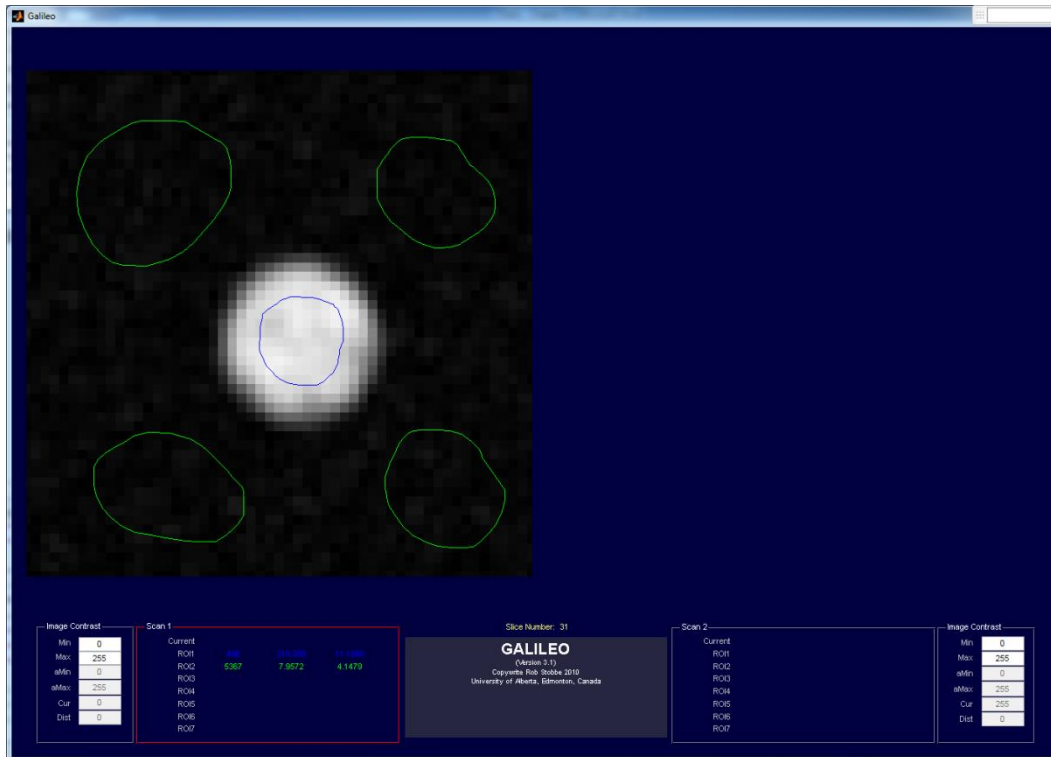 Galileo
Image Contrast
Min 0
Max 255
aMin 0
aMax 255
Cur 0
Dist 0
Scan 1
Current
ROI1
ROI2 5367 7.9572 4.1479
ROI3
ROI4
ROI5
ROI6
ROI7
Slice Number: 31
GALILEO
(Version 3.1)
Copywrite Rob Stobbe 2010
University of Alberta, Edmonton, Canada
Scan 2
Current
ROI1
ROI2
ROI3
ROI4
ROI5
ROI6
ROI7
Image Contrast
Min 0
Max 255
aMin 0
aMax 255
Cur 255
Dist 0